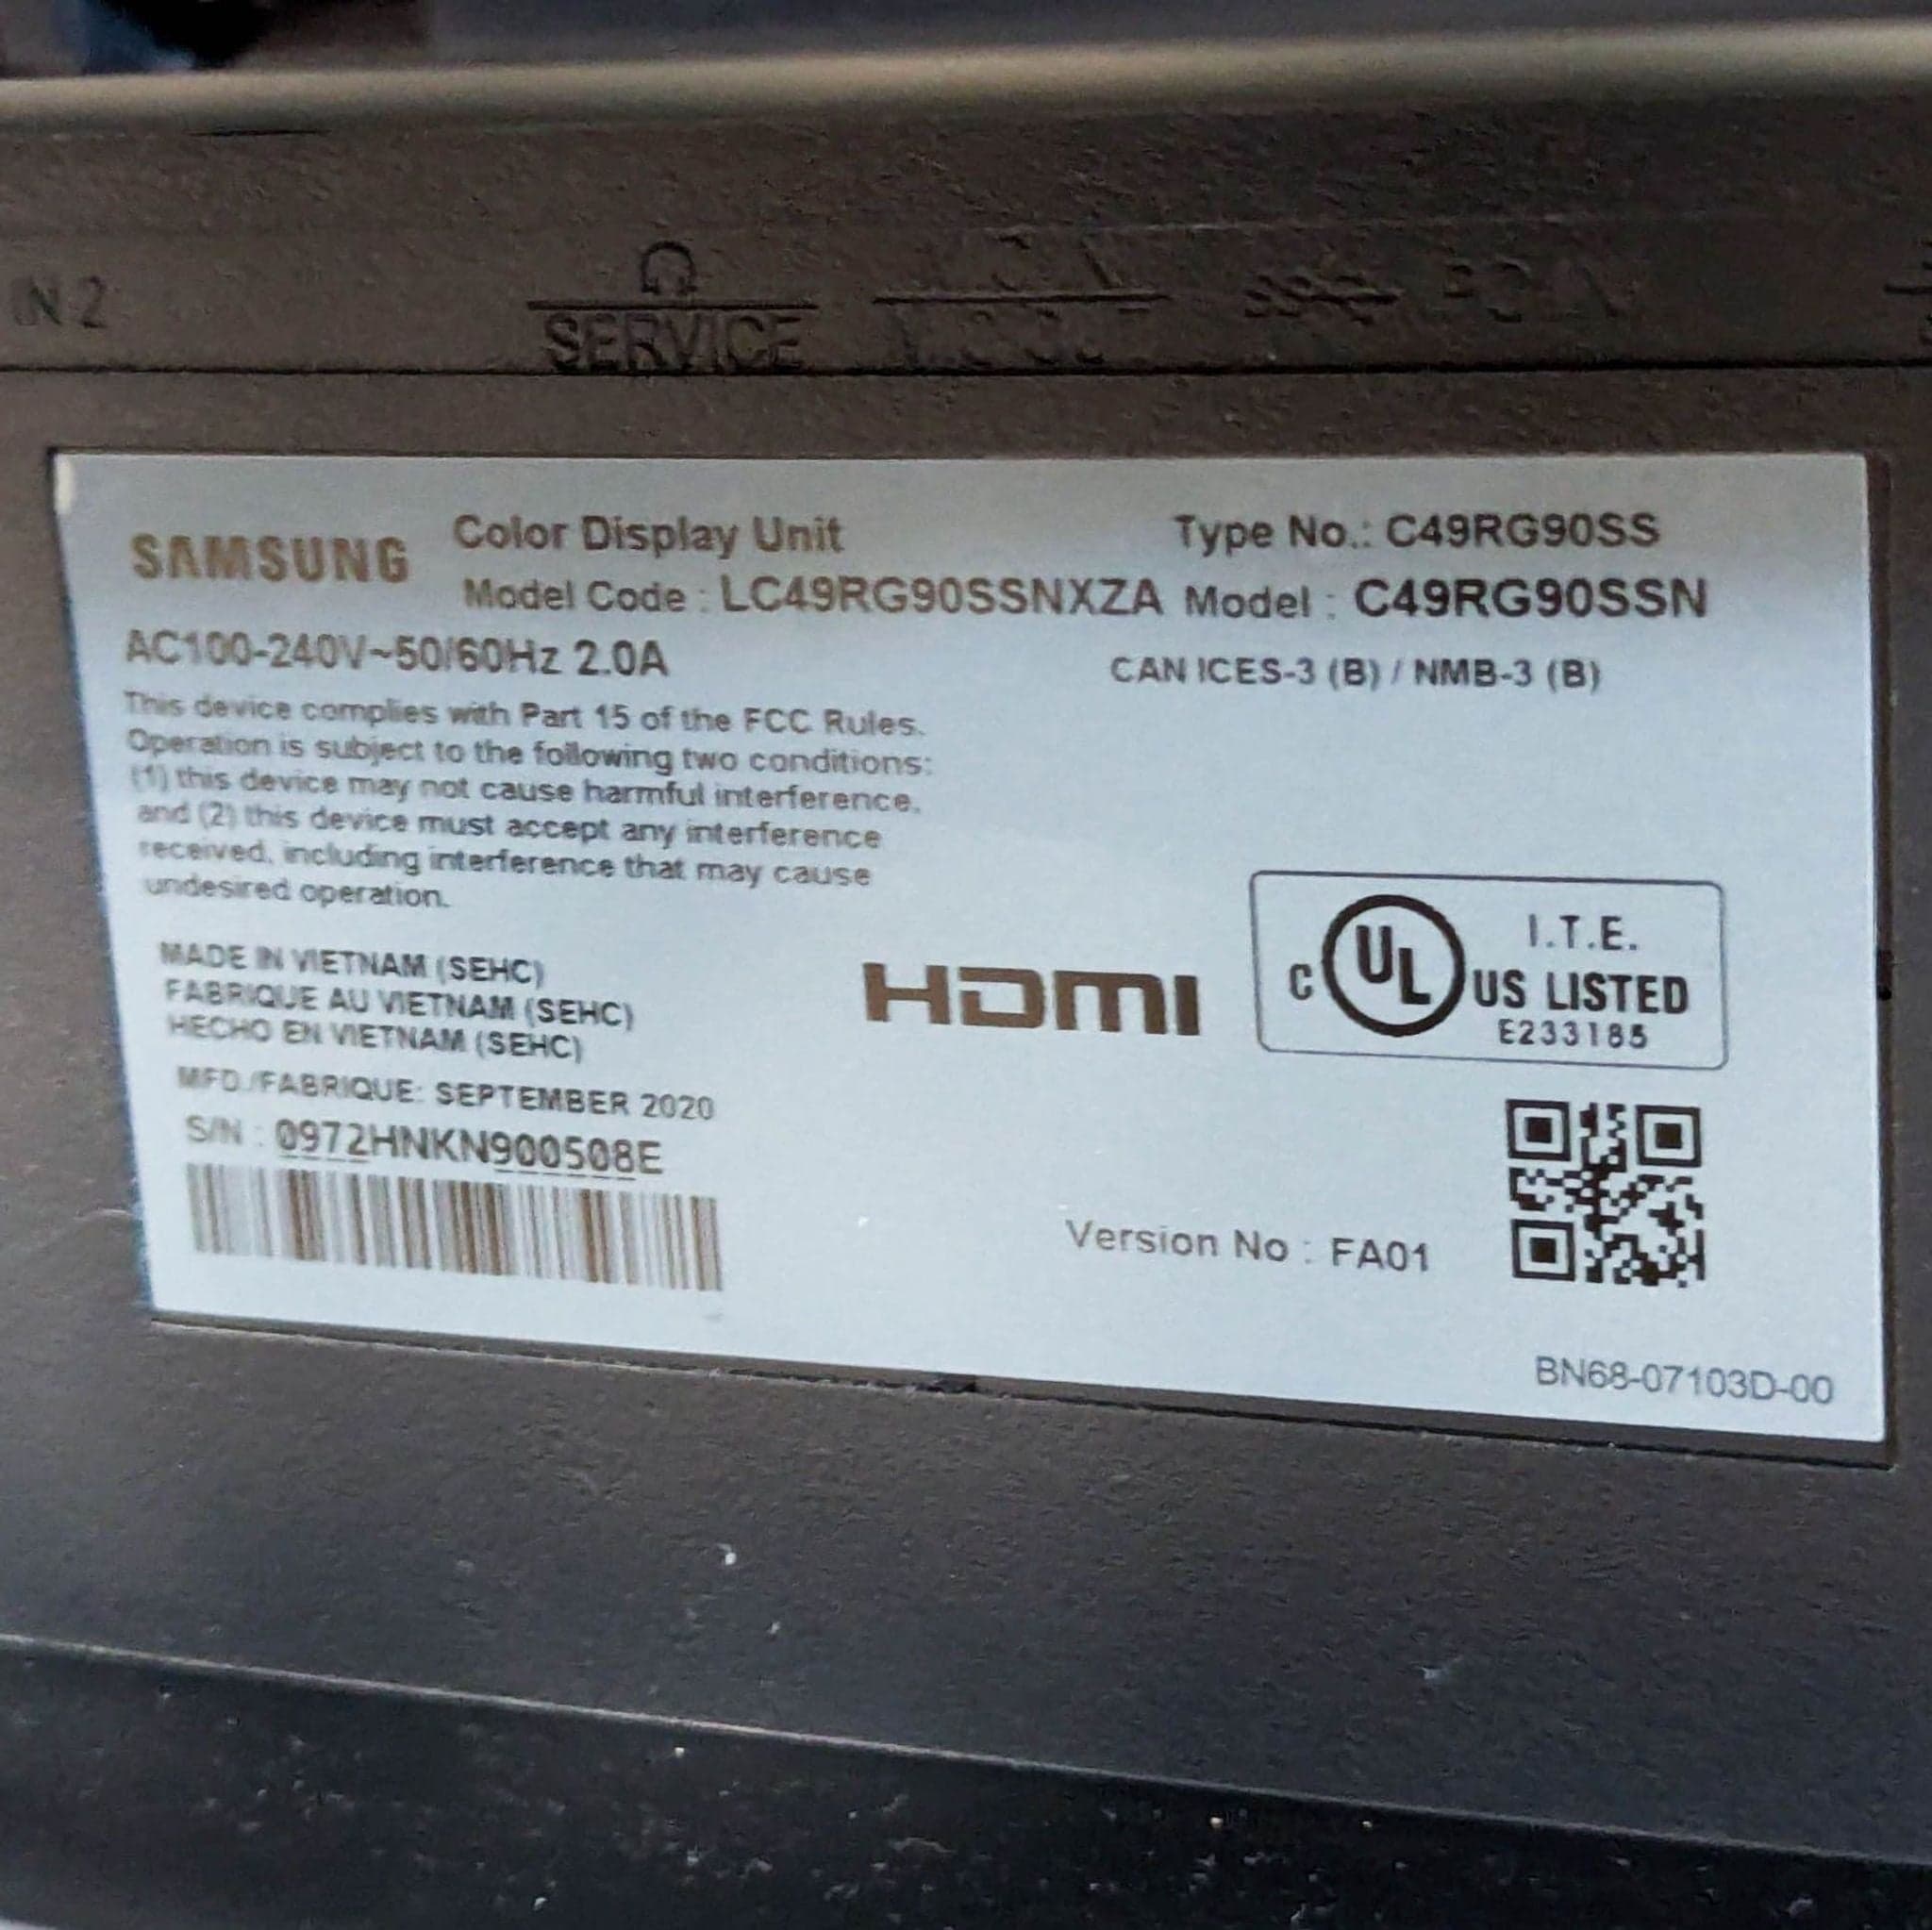 IN 2
SERVICE
PC IN
SAMSUNG
Color Display Unit
Type No.: C49RG90SS
Model Code : LC49RG90SSNXZA Model : C49RG90SSN
AC100-240V~50/60Hz 2.0A
CAN ICES-3 (B) / NMB-3 (B)
This device complies with Part 15 of the FCC Rules.
Operation is subject to the following two conditions:
(1) this device may not cause harmful interference,
and (2) this device must accept any interference
received, including interference that may cause
undesired operation.
MADE IN VIETNAM (SEHC)
FABRIQUE AU VIETNAM (SEHC)
HECHO EN VIETNAM (SEHC)
MFD./FABRIQUE: SEPTEMBER 2020
S/N : 0972HNKN900508E
HDMI
I.T.E.
C UL US LISTED
E233185
Version No : FA01
BN68-07103D-00